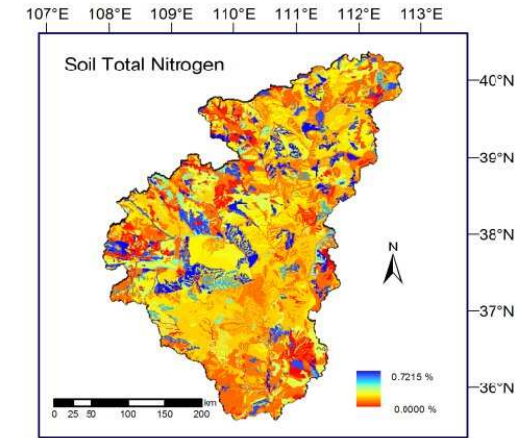 107°E 108°E 109°E 110°E 111°E 112°E 113°E
Soil Total Nitrogen
40°N
39°N
38°N
N
37°N
0.7215 %
36°N
0.0000 %
km
0 25 50 100 150 200